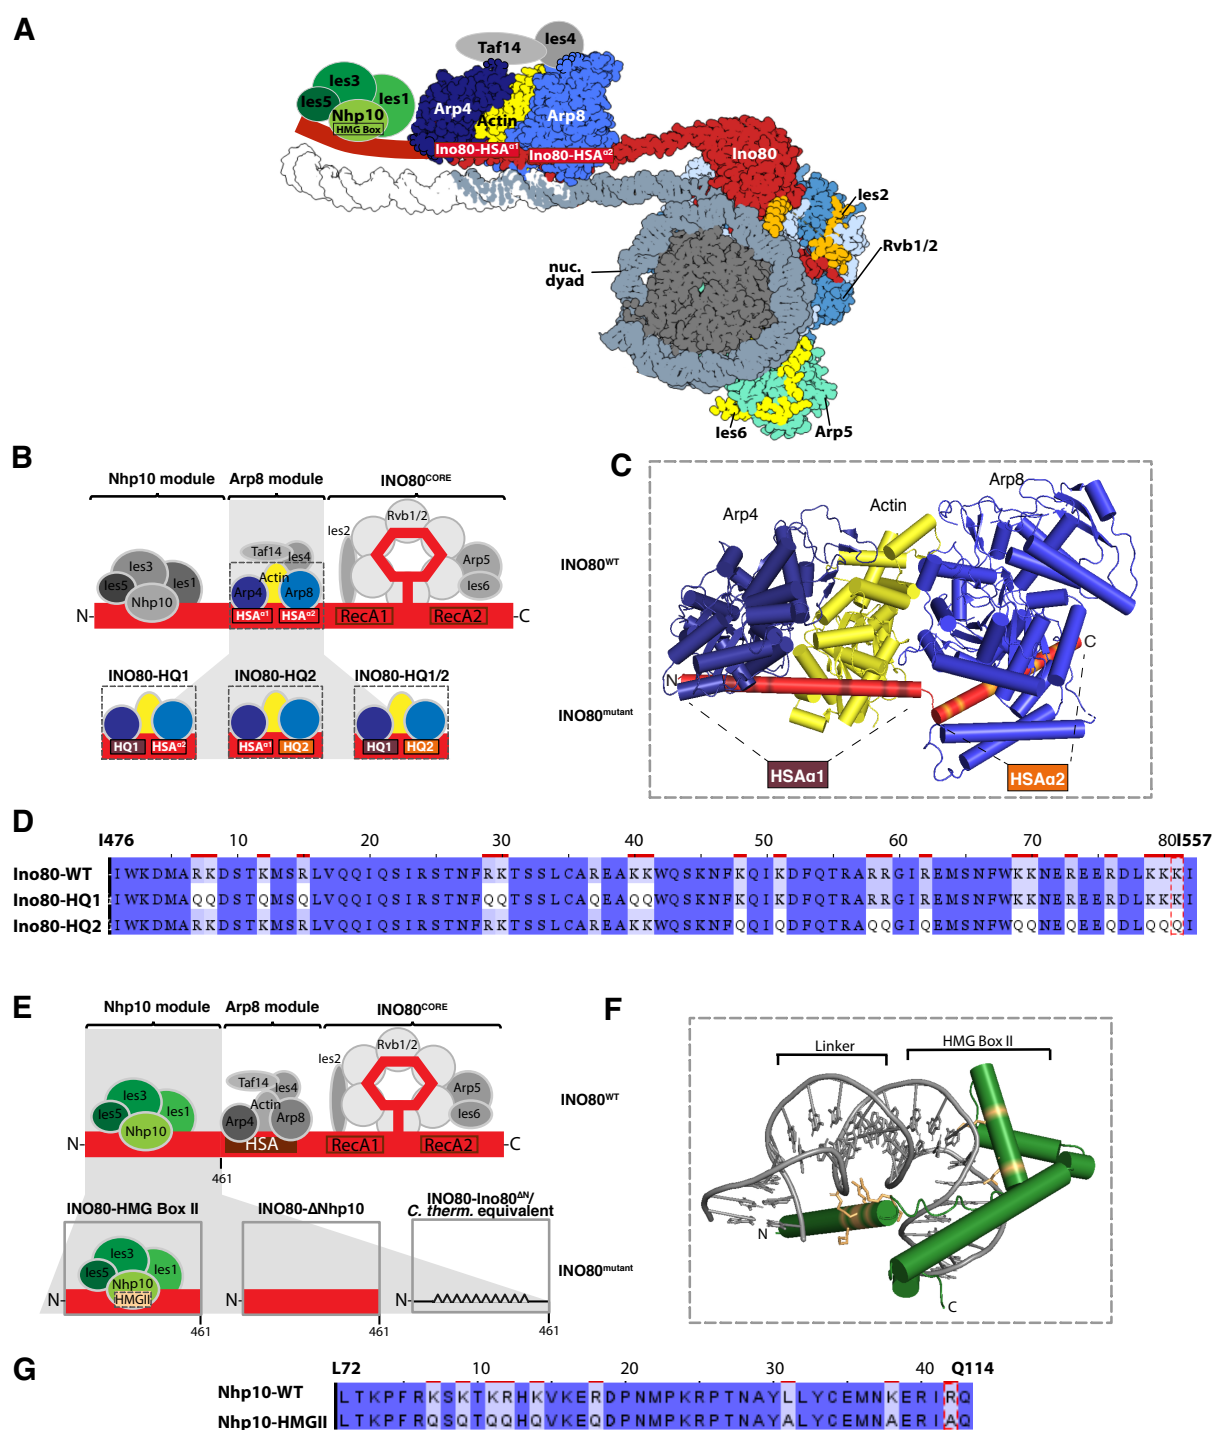 A
Taf14
Ies4
Ies3
Ies5
Ies1
Nhp10
HMG Box
Arp4
Actin
Arp8
Ino80-HSAα1
Ino80-HSAα2
Ino80
Ies2
Rvb1/2
nuc.
dyad
Ies6
Arp5
B
Nhp10 module
Arp8 module
INO80CORE
Ies3
Ies5
Ies1
Nhp10
Taf14
Ies4
Actin
Arp4
Arp8
HSAα1
HSAα2
Ies2
Rvb1/2
Arp5
Ies6
RecA1
RecA2
N-
-C
INO80WT
INO80-HQ1
INO80-HQ2
INO80-HQ1/2
HQ1
HSAα2
HSAα1
HQ2
HQ1
HQ2
INO80mutant
C
Arp4
Actin
Arp8
N
C
HSAα1
HSAα2
D
I476 10 20 30 40 50 60 70 80 I557
Ino80-WT IWKDMARKDSTKMSRLVQQIQSIRSTNFRKTSSLCAREAKKWQSKNFKQIKDFQTRARRGIREMSNFWKKNEREERDLKKKI
Ino80-HQ1 IWKDMAQQDSTQMSQLVQQIQSIRSTNFQQTSSLCAQEAQQWQSKNFKQIKDFQTRARRGIREMSNFWKKNEREERDLKKKI
Ino80-HQ2 IWKDMARKDSTKMSRLVQQIQSIRSTNFRKTSSLCAREAKKWQSKNFQQIQDFQTRAQQGIQEMSNFWQQNEQEEQDLQQQI
E
Nhp10 module
Arp8 module
INO80CORE
Ies3
Ies5
Ies1
Nhp10
Taf14
Ies4
Actin
Arp4
Arp8
HSA
Ies2
Rvb1/2
Arp5
Ies6
RecA1
RecA2
N-
-C
461
INO80WT
INO80-HMG Box II
INO80-ΔNhp10
INO80-Ino80ΔN/
C. therm. equivalent
Ies3
Ies5
Ies1
Nhp10
HMGII
N-
N-
N-
461
461
461
INO80mutant
F
Linker
HMG Box II
N
C
G
L72 10 20 30 40 Q114
Nhp10-WT LTKPFRKSKTKRHKVKERDPNMPKRPTNAYLLYCEMNKERIRQ
Nhp10-HMGII LTKPFRQSQTQQHQVKEQDPNMPKRPTNAYALYCEMNAERIAQ